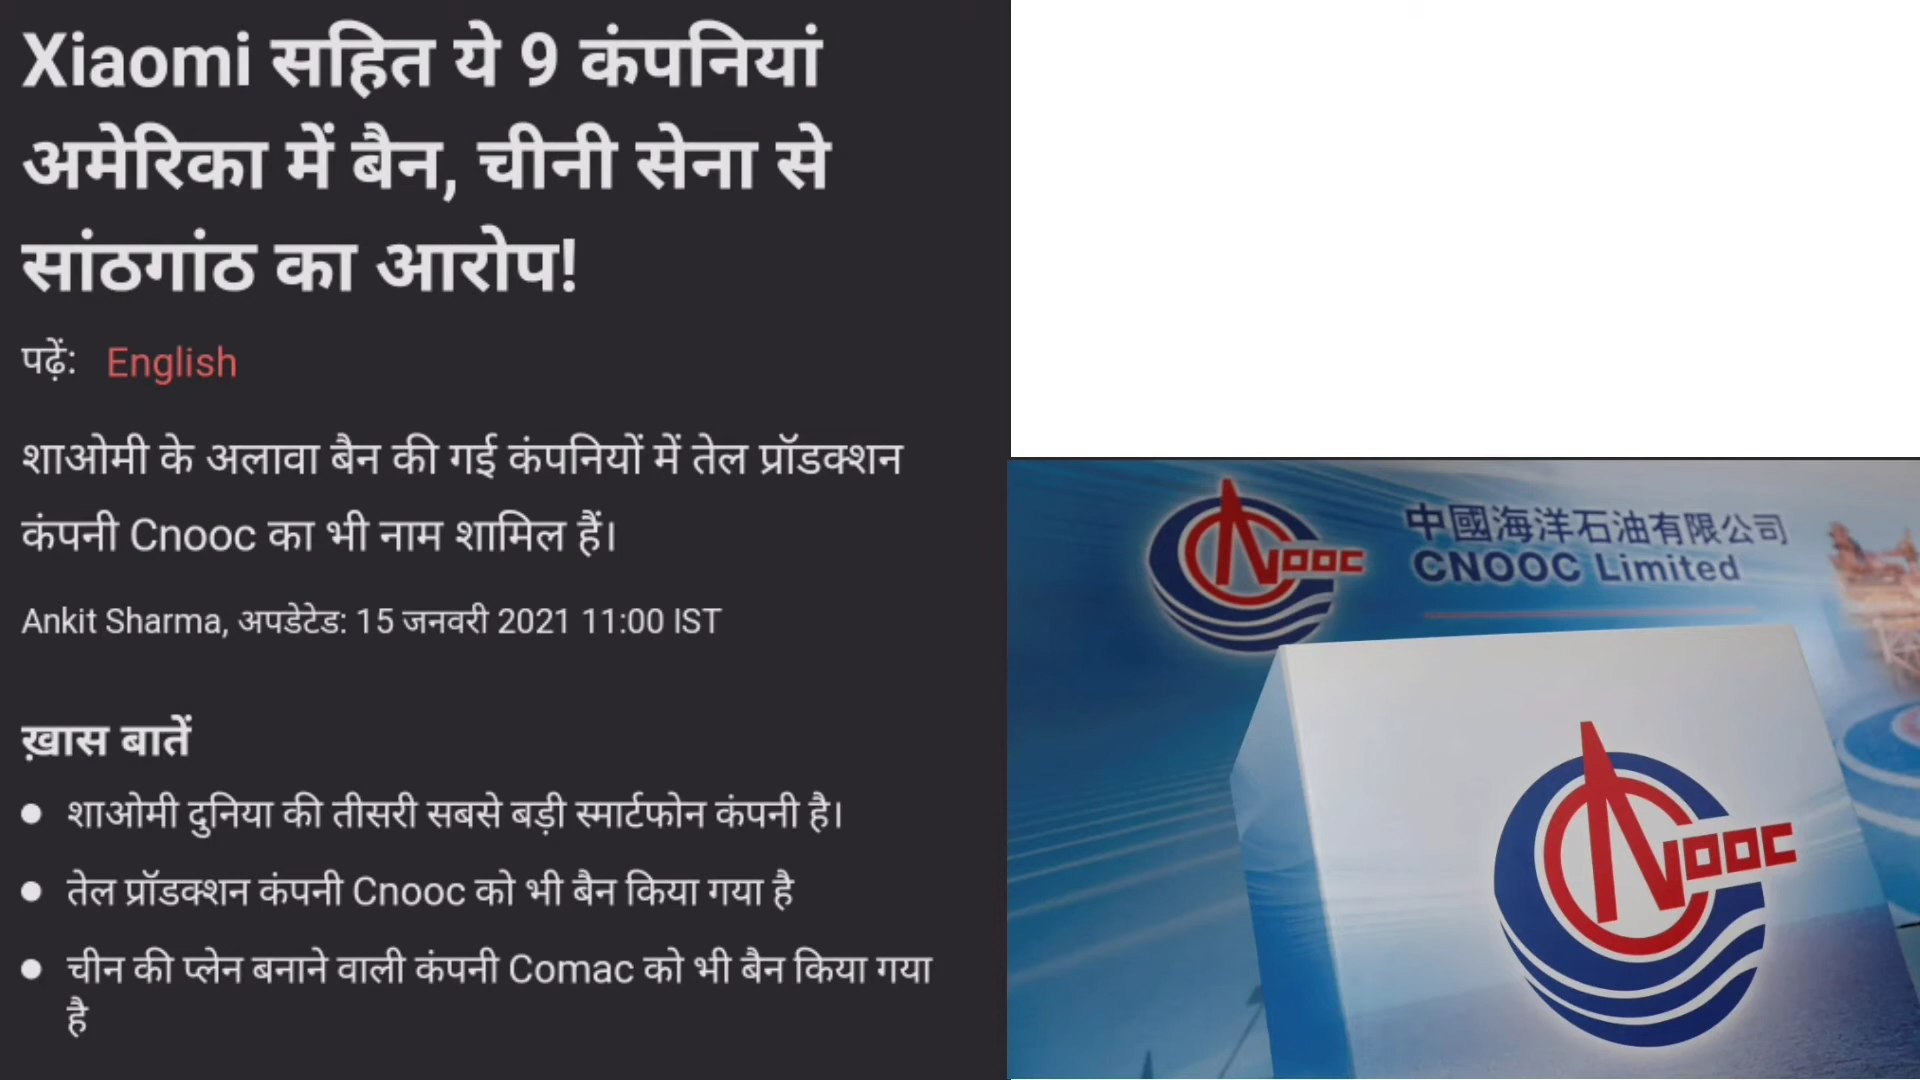 Xiaomi सहित ये 9 कंपनियां
अमेरिका में बैन, चीनी सेना से
सांठगांठ का आरोप!
पढ़ें: English
शाओमी के अलावा बैन की गई कंपनियों में तेल प्रॉडक्शन
कंपनी Cnooc का भी नाम शामिल हैं।
Ankit Sharma, अपडेटेड: 15 जनवरी 2021 11:00 IST
ख़ास बातें
● शाओमी दुनिया की तीसरी सबसे बड़ी स्मार्टफोन कंपनी है।
● तेल प्रॉडक्शन कंपनी Cnooc को भी बैन किया गया है
● चीन की प्लेन बनाने वाली कंपनी Comac को भी बैन किया गया
है
CNOOC
中國海洋石油有限公司
CNOOC Limited
CNOOC